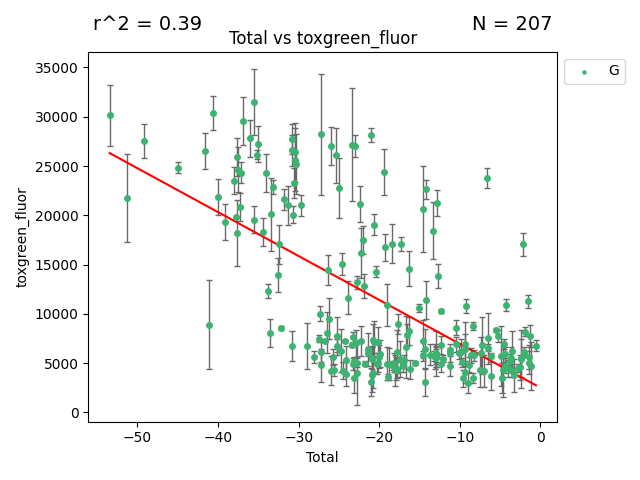 r^2 = 0.39
N = 207
Total vs toxgreen_fluor
G
35000
30000
25000
20000
15000
10000
5000
0
toxgreen_fluor
−50 −40 −30 −20 −10 0
Total